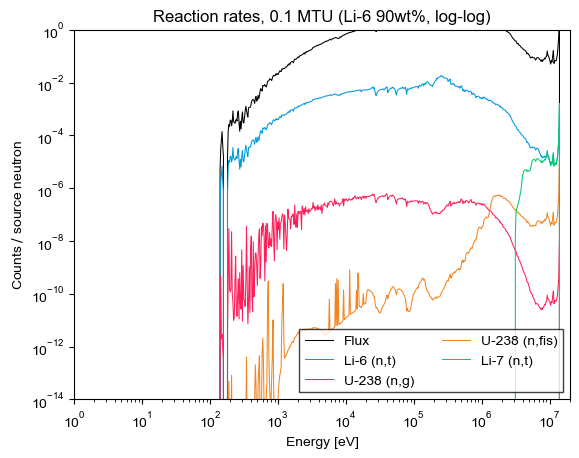 Reaction rates, 0.1 MTU (Li-6 90wt%, log-log)
Counts / source neutron
10^0
10^-2
10^-4
10^-6
10^-8
10^-10
10^-12
10^-14
Flux
Li-6 (n,t)
U-238 (n,g)
U-238 (n,fis)
Li-7 (n,t)
10^0 10^1 10^2 10^3 10^4 10^5 10^6 10^7
Energy [eV]